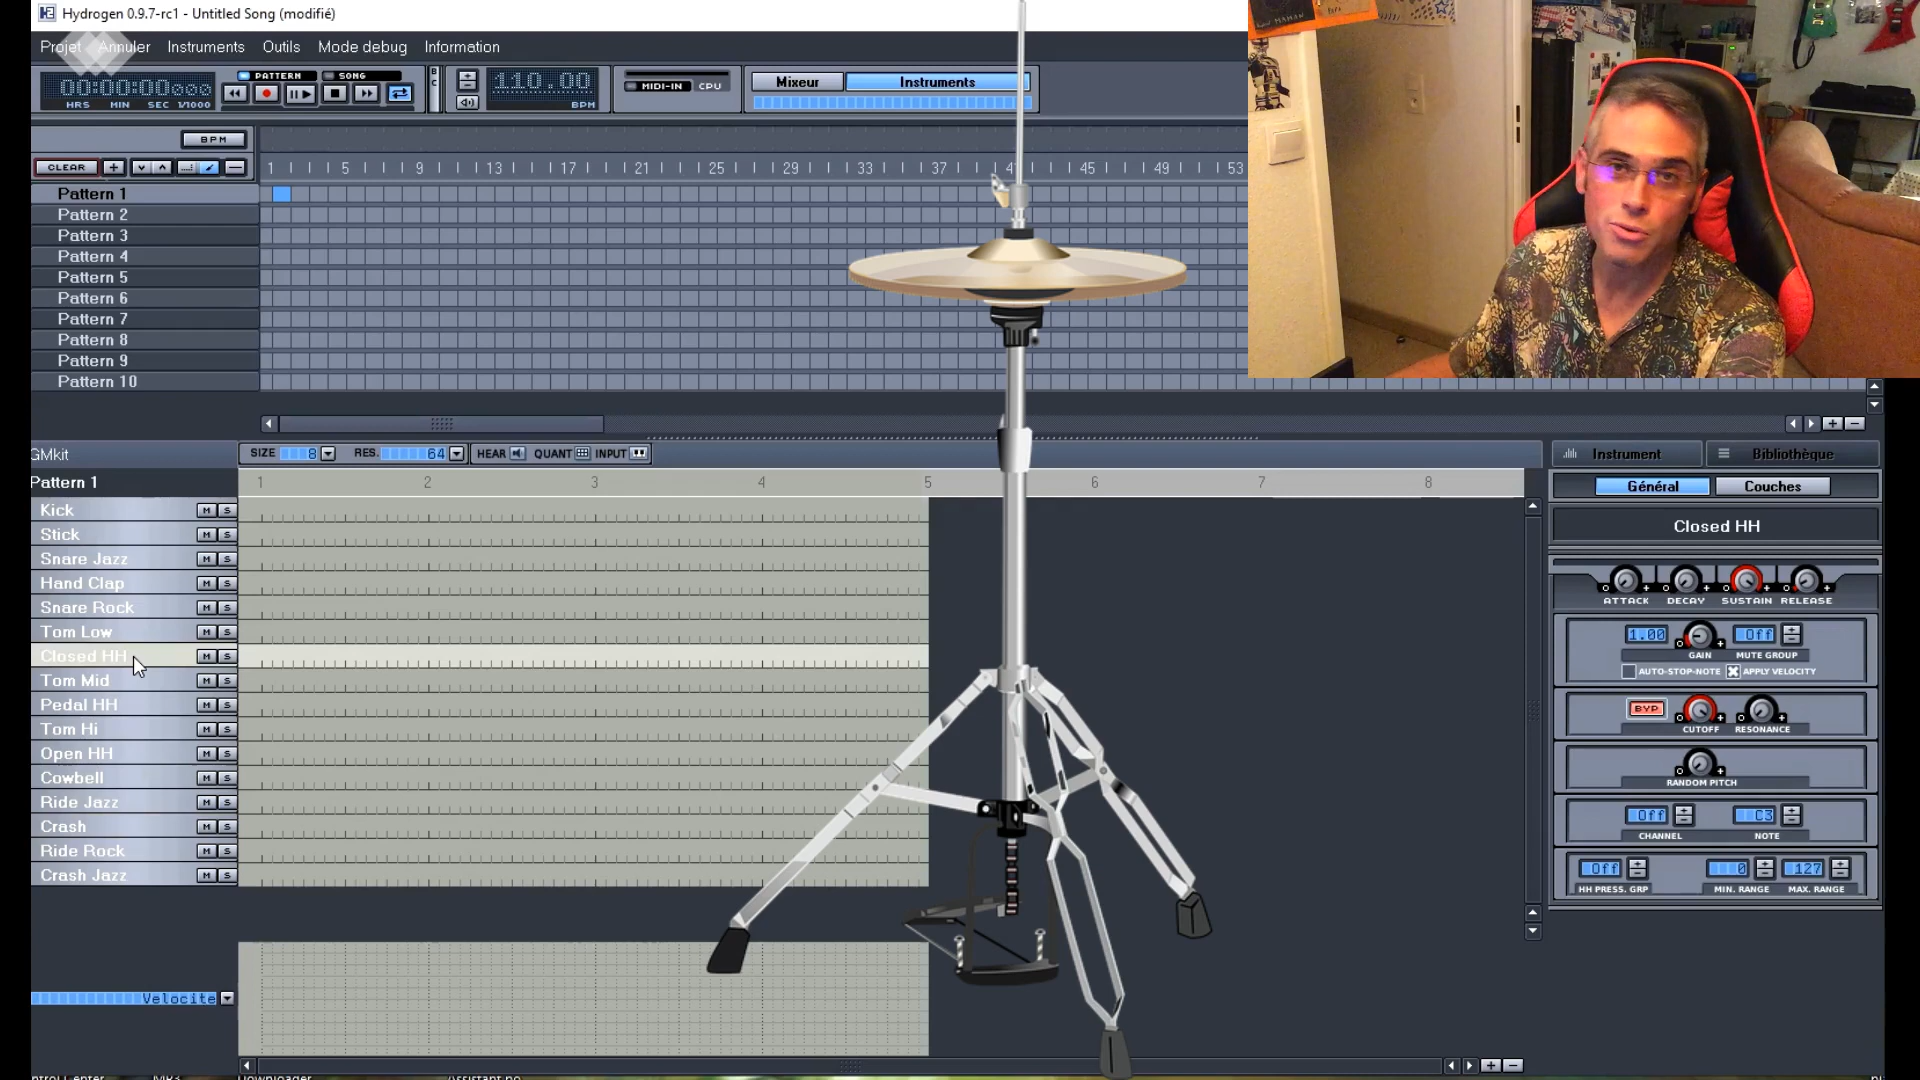 Hydrogen 0.9.7-rc1 - Untitled Song (modifié)
Projet Annuler Instruments Outils Mode debug Information
PATTERN SONG
00:00:00:000
HRS MIN SEC 1/1000
BC
110.00
BPM
MIDI-IN CPU
Mixeur Instruments
BPM
CLEAR
1 5 9 13 17 21 25 29 33 37 41 45 49 53
Pattern 1
Pattern 2
Pattern 3
Pattern 4
Pattern 5
Pattern 6
Pattern 7
Pattern 8
Pattern 9
Pattern 10
GMkit
SIZE 8 RES. 64 HEAR QUANT INPUT
Pattern 1
1 2 3 4 5 6 7 8
Kick M S
Stick M S
Snare Jazz M S
Hand Clap M S
Snare Rock M S
Tom Low M S
Closed HH M S
Tom Mid M S
Pedal HH M S
Tom Hi M S
Open HH M S
Cowbell M S
Ride Jazz M S
Crash M S
Ride Rock M S
Crash Jazz M S
Velocite
Instrument Bibliothèque
Général Couches
Closed HH
ATTACK DECAY SUSTAIN RELEASE
1.00 Off
GAIN MUTE GROUP
AUTO-STOP-NOTE APPLY VELOCITY
BYP
CUTOFF RESONANCE
RANDOM PITCH
Off C3
CHANNEL NOTE
Off 0 127
HH PRESS. GRP MIN. RANGE MAX. RANGE